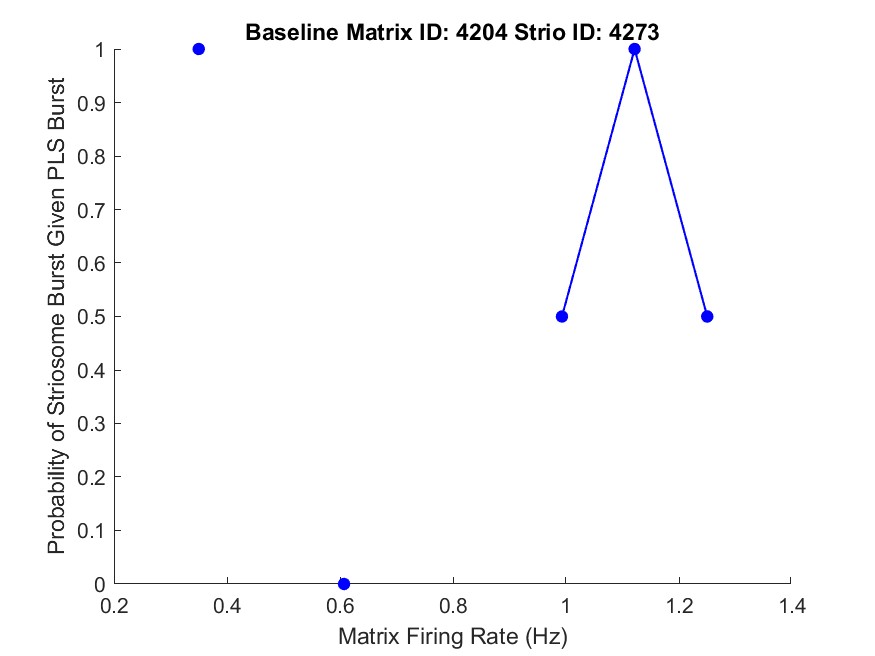 Baseline Matrix ID: 4204 Strio ID: 4273
Probability of Striosome Burst Given PLS Burst
1
0.9
0.8
0.7
0.6
0.5
0.4
0.3
0.2
0.1
0
0.2 0.4 0.6 0.8 1 1.2 1.4
Matrix Firing Rate (Hz)